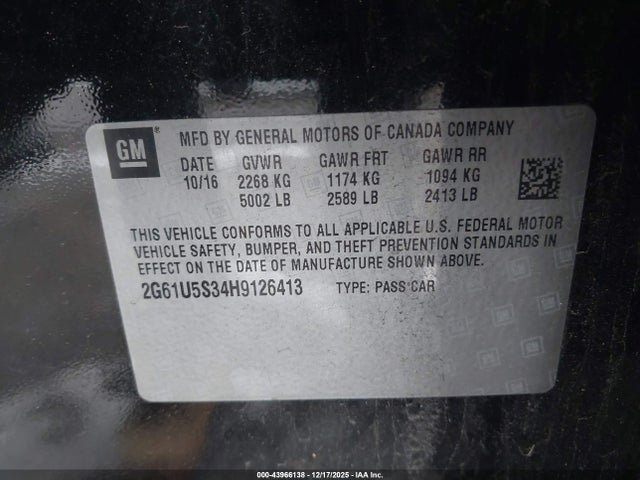 GM
MFD BY GENERAL MOTORS OF CANADA COMPANY
DATE GVWR GAWR FRT GAWR RR
10/16 2268 KG 1174 KG 1094 KG
5002 LB 2589 LB 2413 LB
THIS VEHICLE CONFORMS TO ALL APPLICABLE U.S. FEDERAL MOTOR
VEHICLE SAFETY, BUMPER, AND THEFT PREVENTION STANDARDS IN
EFFECT ON THE DATE OF MANUFACTURE SHOWN ABOVE.
2G61U5S34H9126413 TYPE: PASS CAR
000-43966138 - 12/17/2025 - IAA Inc.